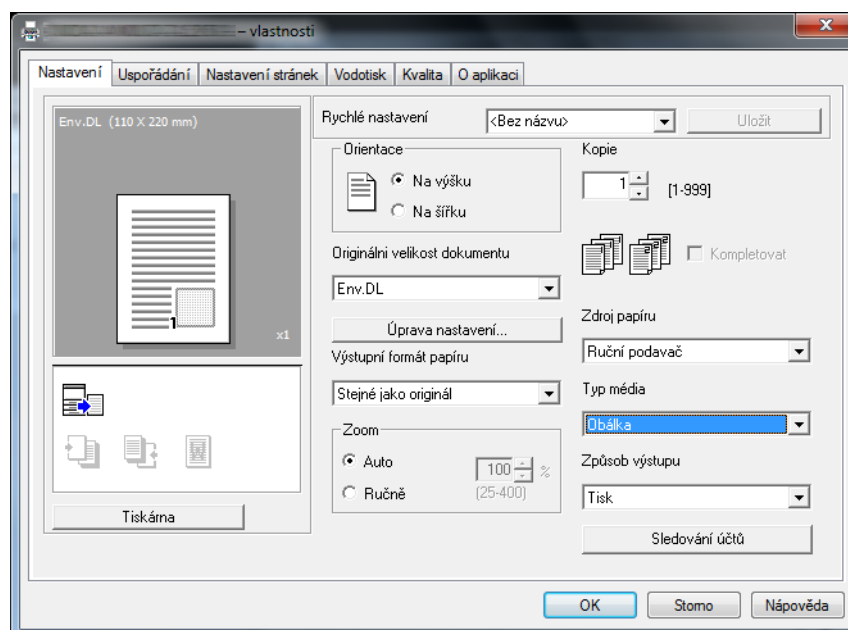 – vlastnosti
Nastavení Uspořádání Nastavení stránek Vodotisk Kvalita O aplikaci
Env.DL (110 X 220 mm)
1
x1
Tiskárna
Rychlé nastavení <Bez názvu> Uložit
Orientace
Na výšku
Na šířku
Originálni velikost dokumentu
Env.DL
Úprava nastavení...
Výstupní formát papíru
Stejné jako originál
Zoom
Auto
100 %
Ručně
(25-400)
Kopie
1 [1-999]
Kompletovat
Zdroj papíru
Ruční podavač
Typ média
Obálka
Způsob výstupu
Tisk
Sledování účtů
OK Storno Nápověda